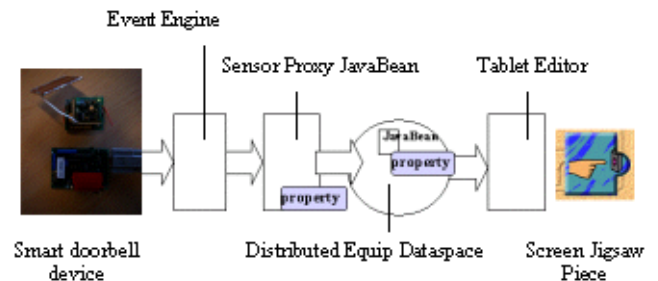 Event Engine
Sensor Proxy JavaBean
Tablet Editor
JavaBean
property
property
Smart doorbell
device
Distributed Equip Dataspace
Screen Jigsaw
Piece